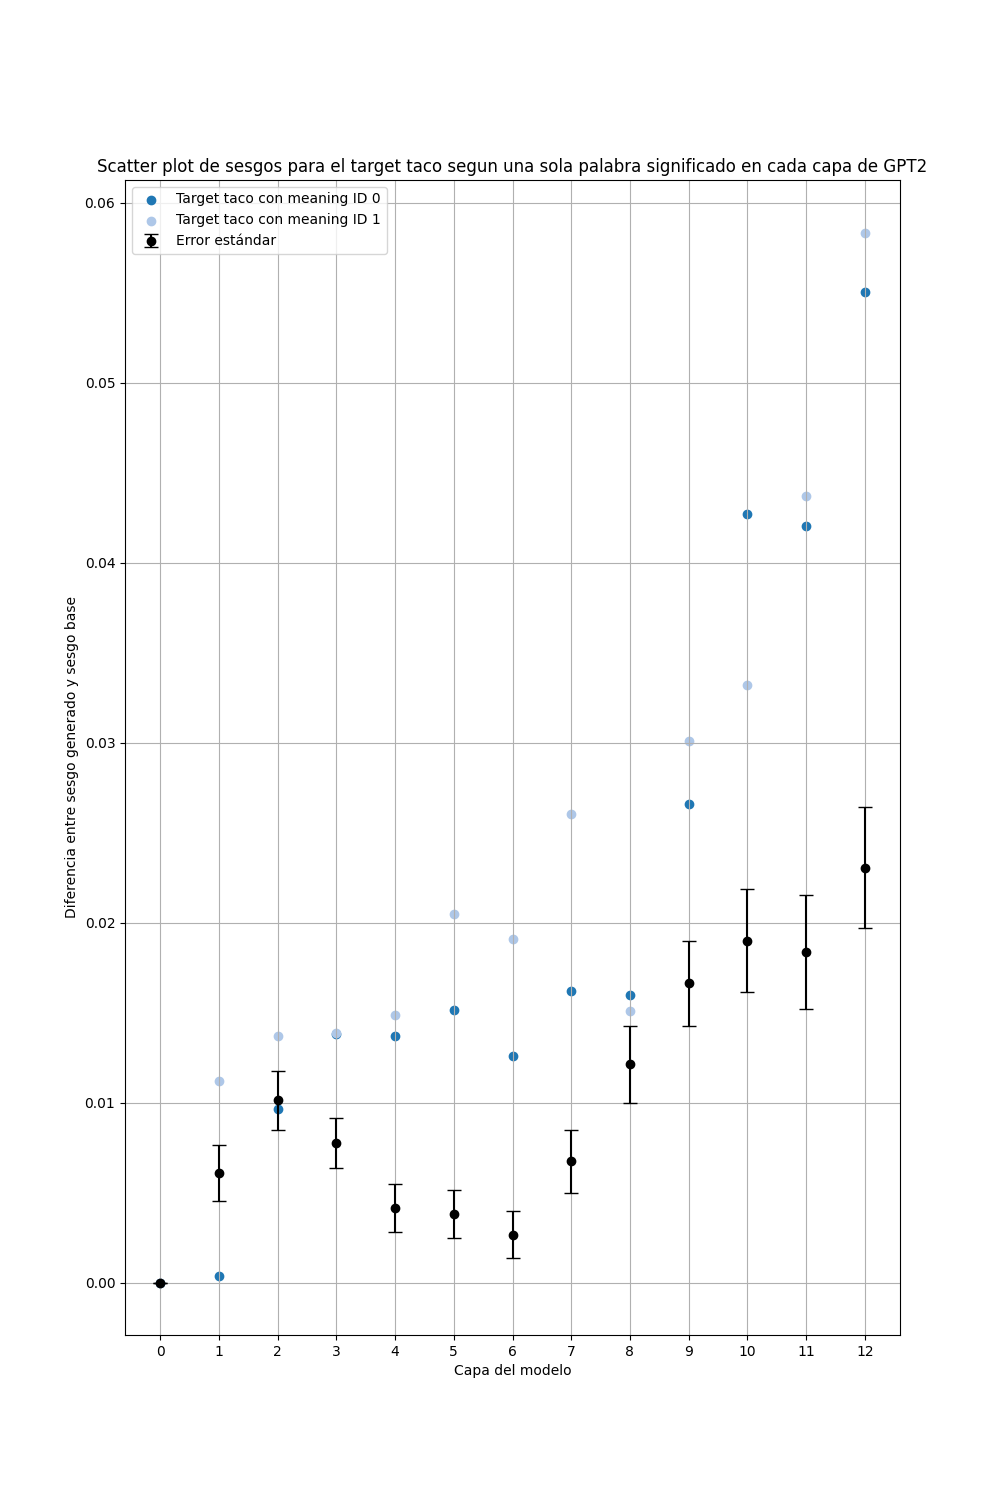 Scatter plot de sesgos para el target taco segun una sola palabra significado en cada capa de GPT2
Target taco con meaning ID 0
Target taco con meaning ID 1
Error estándar
0.06
0.05
0.04
0.03
0.02
0.01
0.00
Diferencia entre sesgo generado y sesgo base
0 1 2 3 4 5 6 7 8 9 10 11 12
Capa del modelo